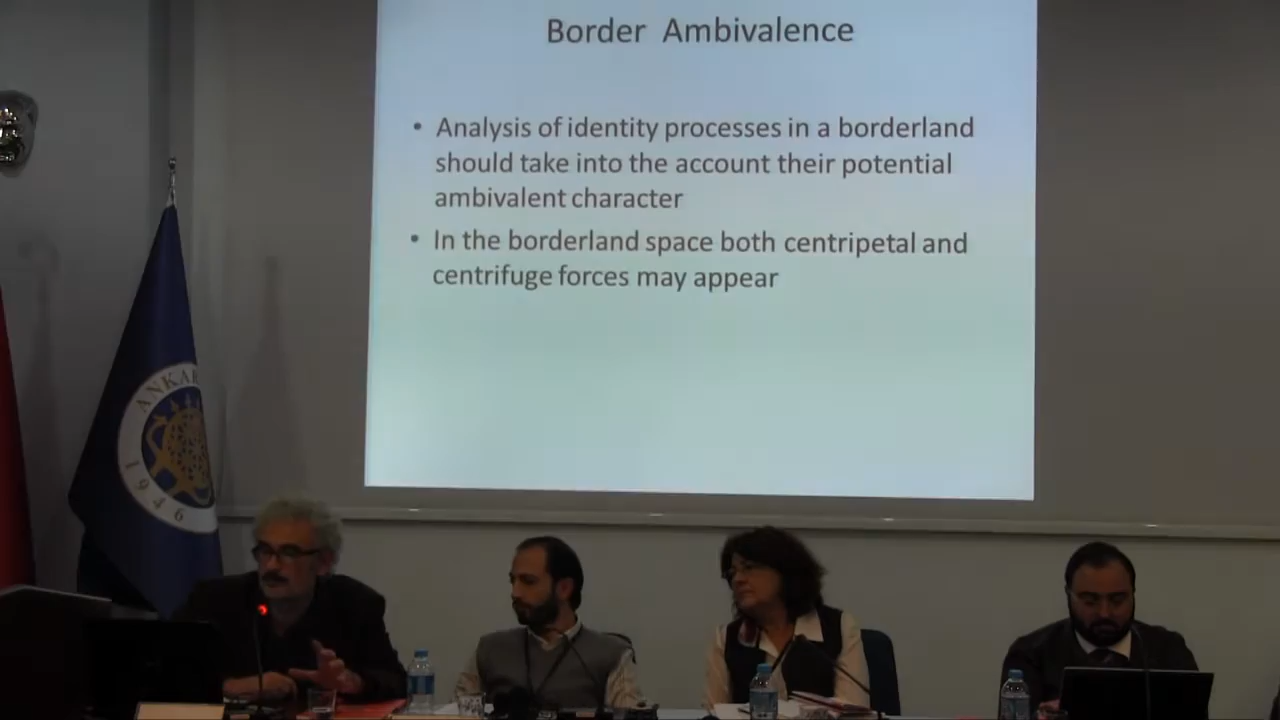 Border Ambivalence
• Analysis of identity processes in a borderland
should take into the account their potential
ambivalent character
• In the borderland space both centripetal and
centrifuge forces may appear
1946